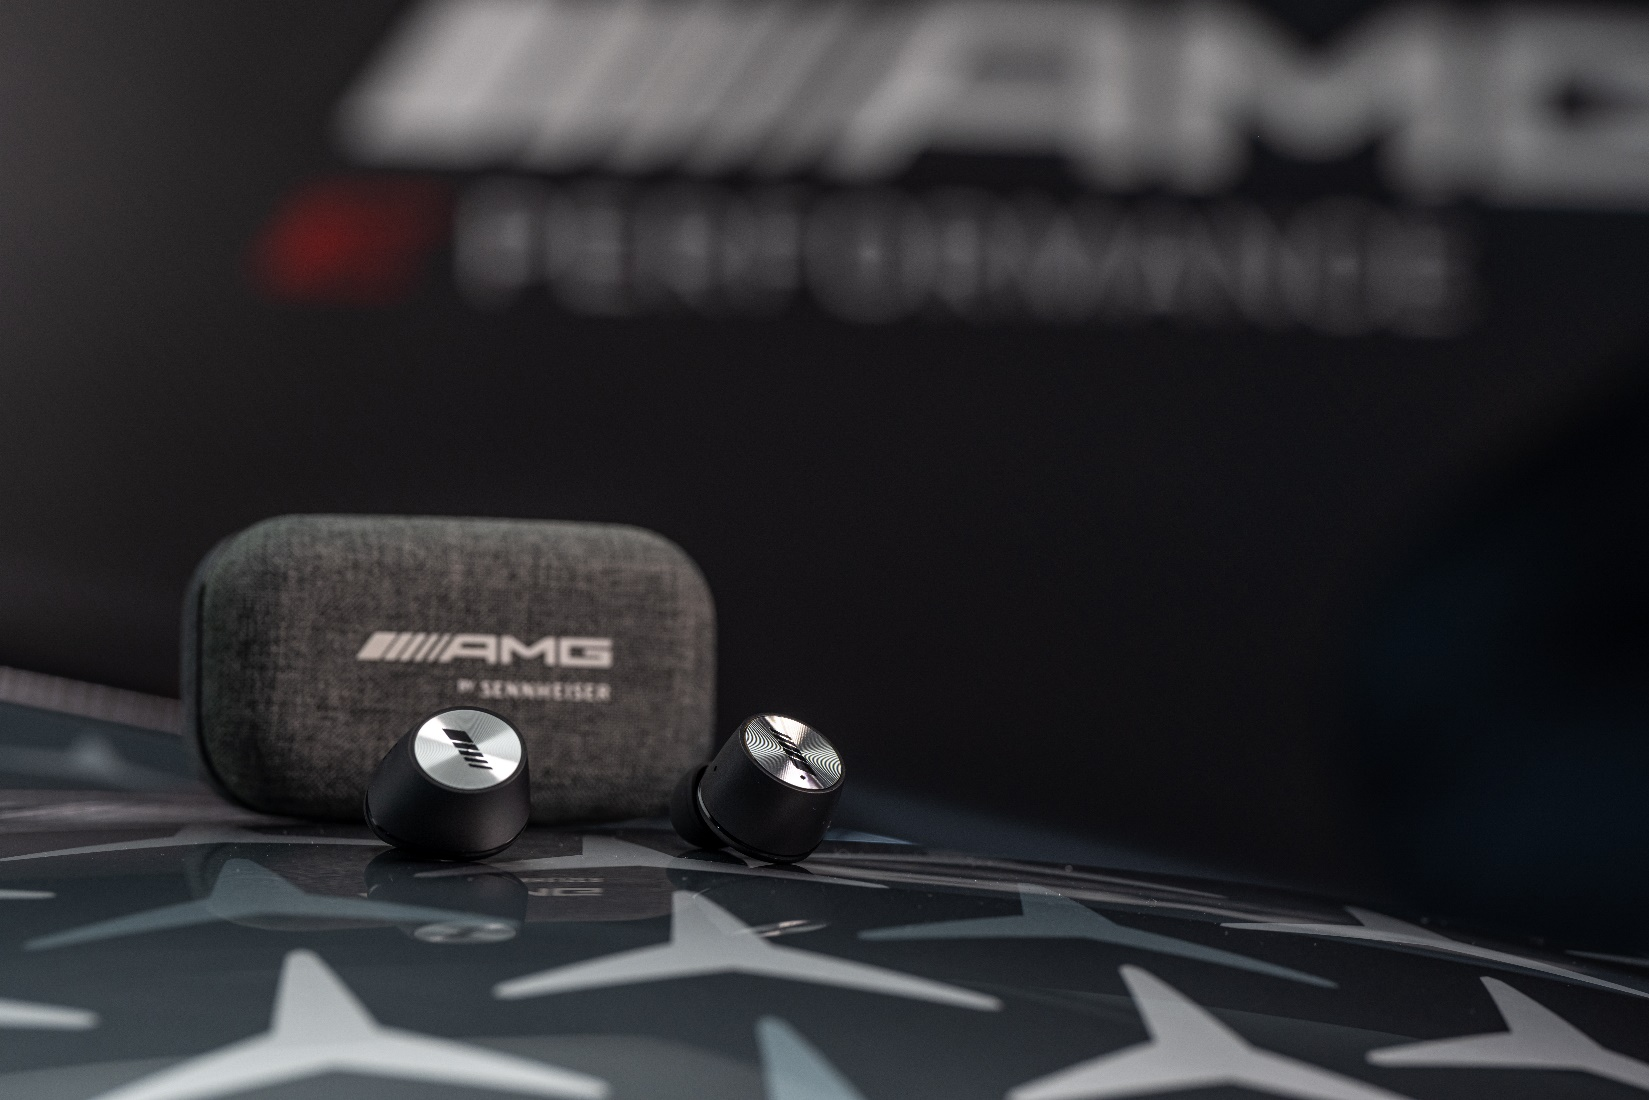 AMG
PERFORMANCE
AMG
BY SENNHEISER